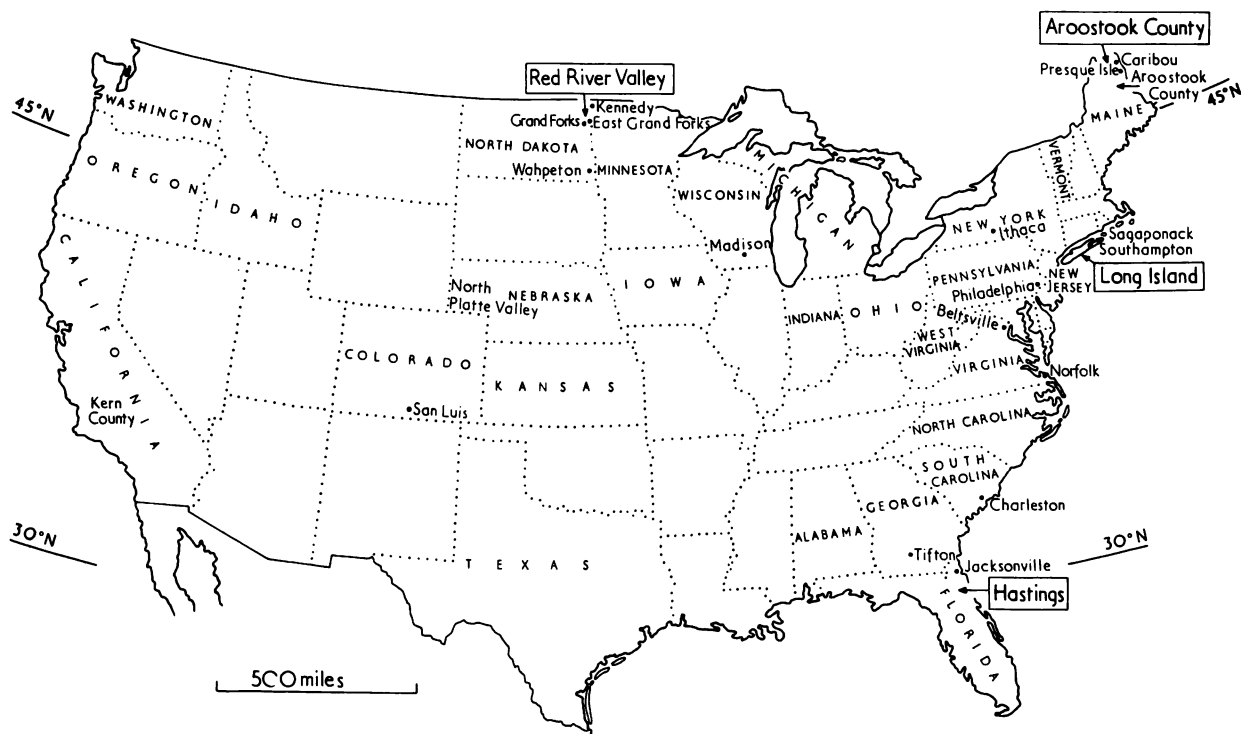 Aroostook County
Caribou
Presque Isle
Aroostook
County
45°N
MAINE
Red River Valley
Kennedy
Grand Forks
East Grand Forks
NORTH DAKOTA
Wahpeton
MINNESOTA
45°N
WASHINGTON
OREGON
IDAHO
MICHIGAN
WISCONSIN
Madison
VERMONT
NEW YORK
Ithaca
Sagaponack
Southampton
Long Island
CALIFORNIA
North
Platte Valley
NEBRASKA
IOWA
INDIANA
OHIO
PENNSYLVANIA
Philadelphia
NEW
JERSEY
Beltsville
WEST
VIRGINIA
VIRGINIA
Norfolk
COLORADO
KANSAS
Kern
County
San Luis
NORTH CAROLINA
SOUTH
CAROLINA
Charleston
GEORGIA
ALABAMA
Tifton
Jacksonville
30°N
30°N
TEXAS
Hastings
FLORIDA
500 miles